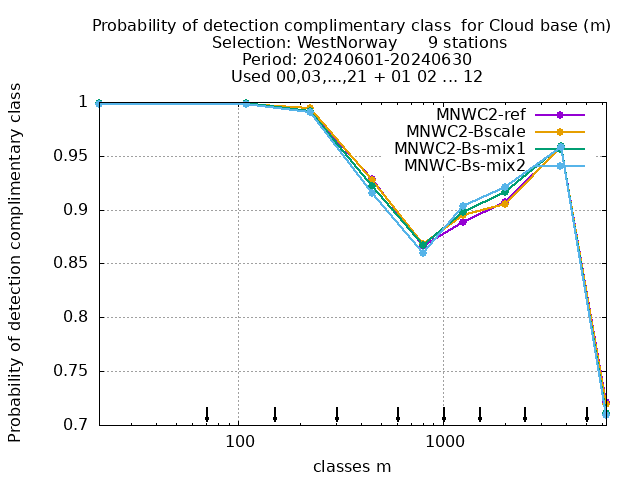 Probability of detection complimentary class  for Cloud base (m)
Selection: WestNorway      9 stations
Period: 20240601-20240630
Used 00,03,...,21 + 01 02 ... 12
Probability of detection complimentary class
1
0.95
0.9
0.85
0.8
0.75
0.7
MNWC2-ref
MNWC2-Bscale
MNWC2-Bs-mix1
MNWC-Bs-mix2
100
1000
classes m